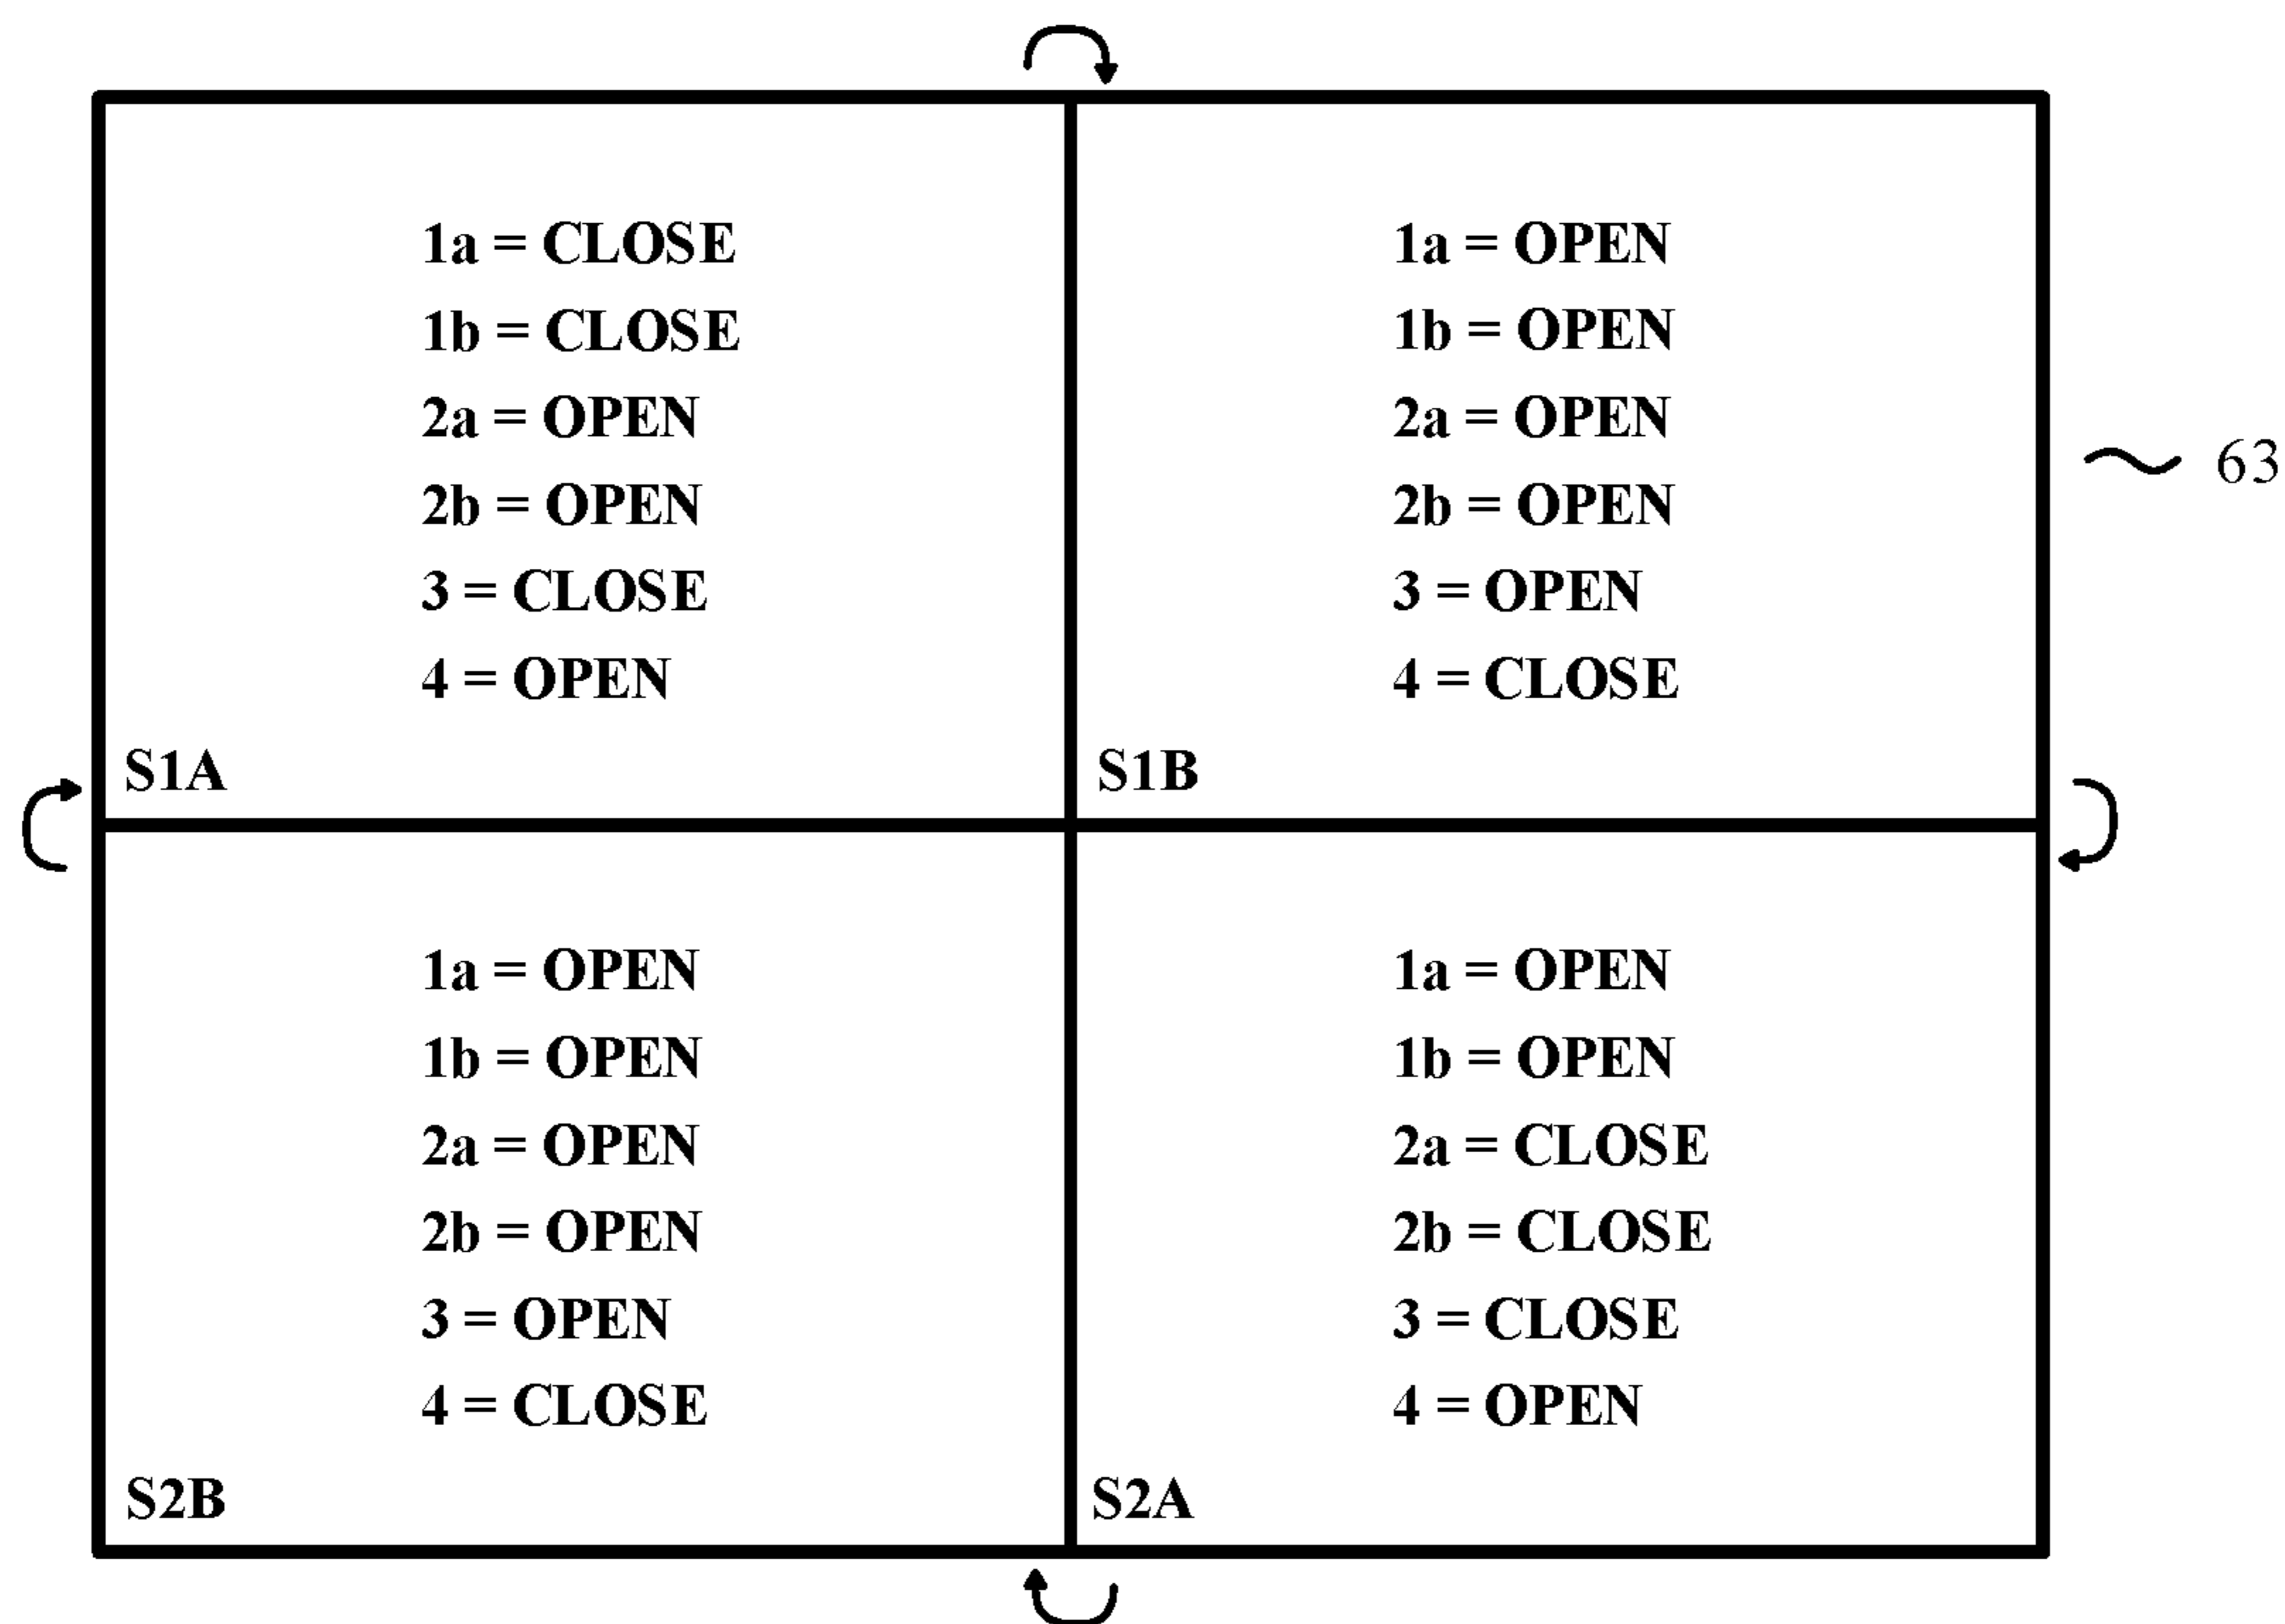 1a = CLOSE
1b = CLOSE
2a = OPEN
2b = OPEN
3 = CLOSE
4 = OPEN
S1A
1a = OPEN
1b = OPEN
2a = OPEN
2b = OPEN
3 = OPEN
4 = CLOSE
S1B
63
1a = OPEN
1b = OPEN
2a = OPEN
2b = OPEN
3 = OPEN
4 = CLOSE
S2B
1a = OPEN
1b = OPEN
2a = CLOSE
2b = CLOSE
3 = CLOSE
4 = OPEN
S2A